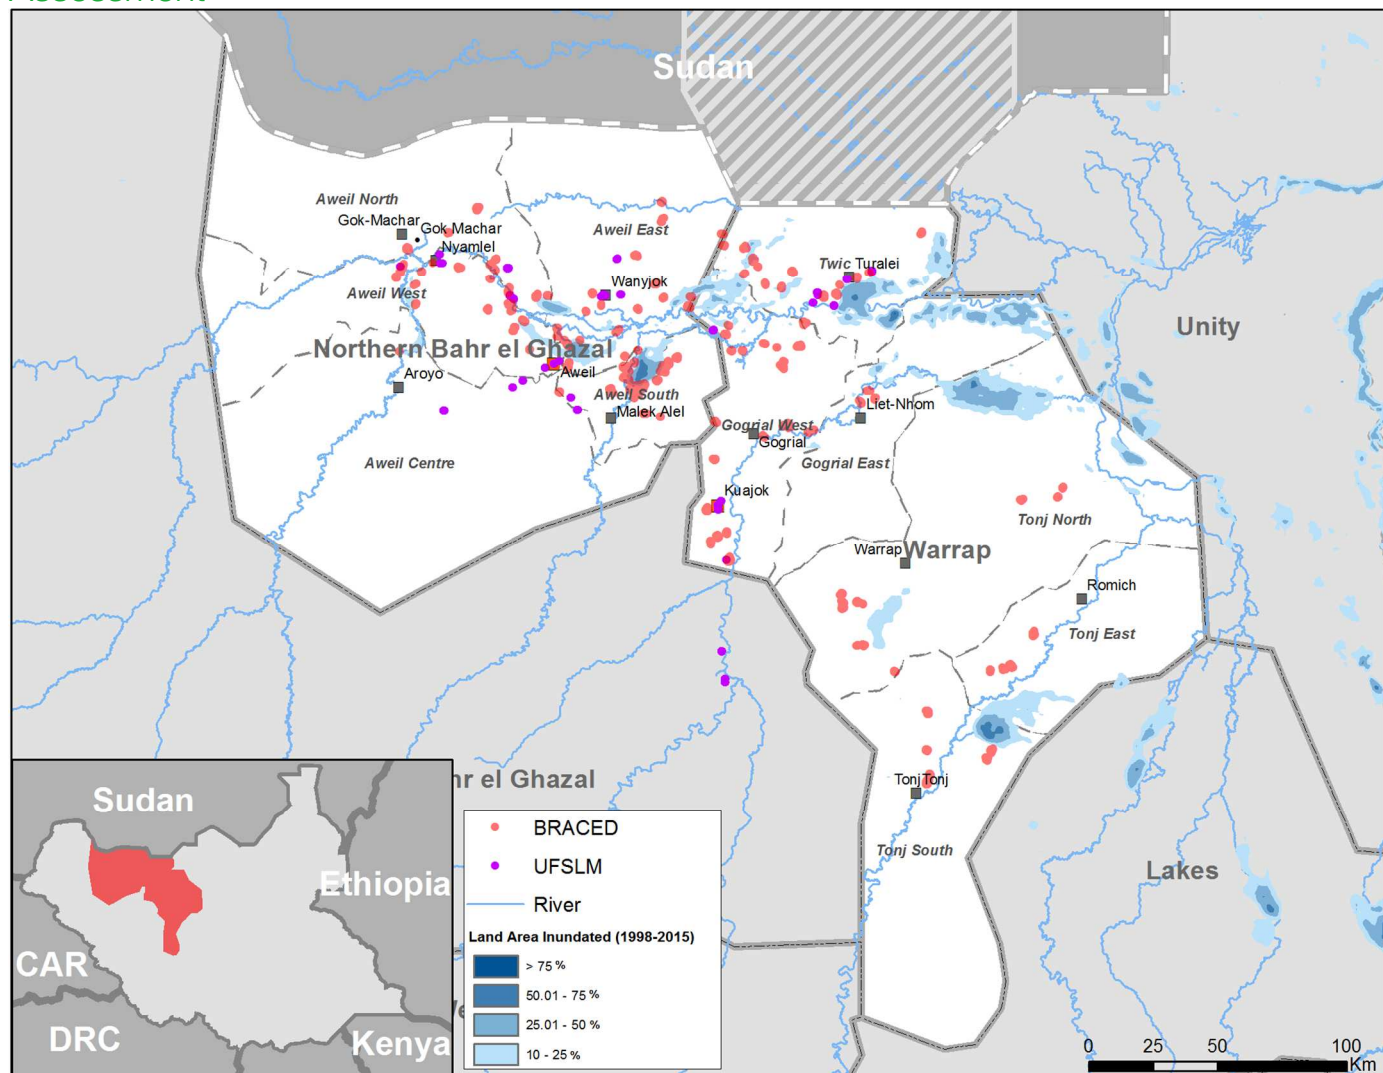 Assessment
Sudan
Aweil North
Gok-Machar
Gok Machar
Nyamlel
Aweil East
Twic
Turalei
Aweil West
Wanyjok
Unity
Northern Bahr el Ghazal
Aroyo
Aweil
Aweil South
Malek Alel
Liet-Nhom
Gogrial West
Gogrial
Aweil Centre
Gogrial East
Kuajok
Tonj North
Warrap
Warrap
Romich
Tonj East
hr el Ghazal
Tonj
Tonj
Tonj South
Lakes
Sudan
Ethiopia
CAR
DRC
Kenya
BRACED
UFSLM
River
Land Area Inundated (1998-2015)
> 75 %
50.01 - 75 %
25.01 - 50 %
10 - 25 %
0 25 50 100
Km